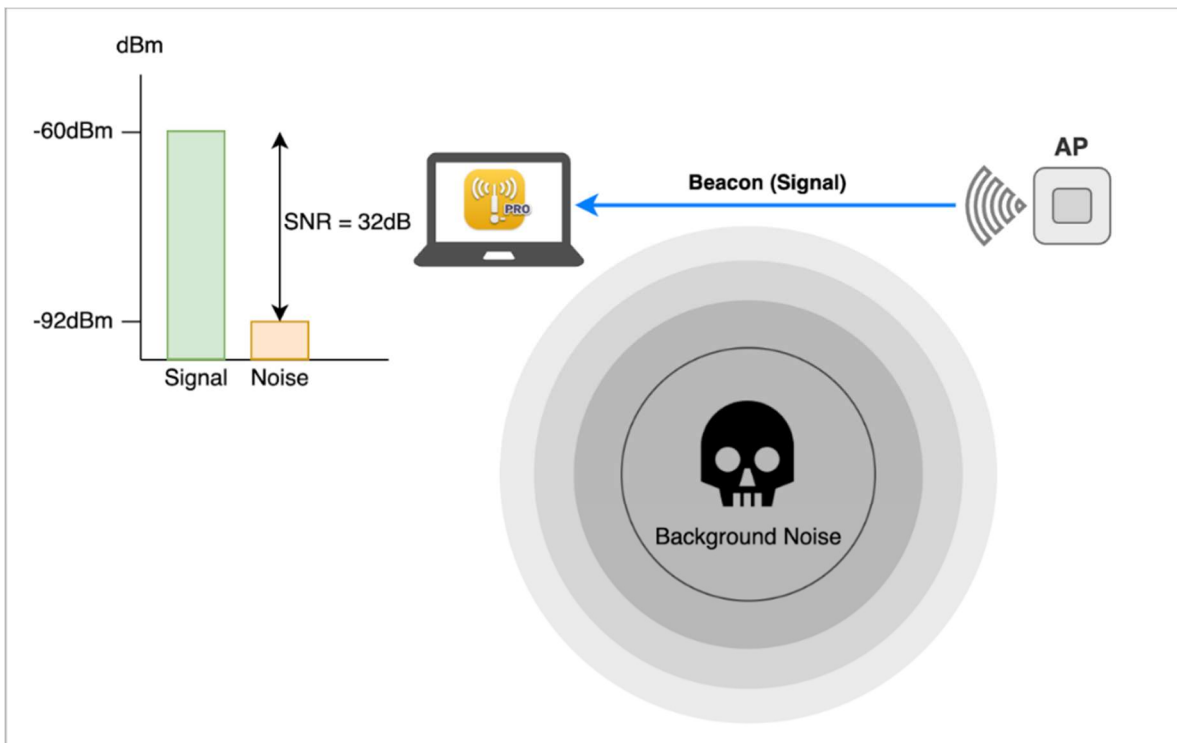 dBm
-60dBm
SNR = 32dB
-92dBm
Signal
Noise
PRO
Beacon (Signal)
AP
Background Noise